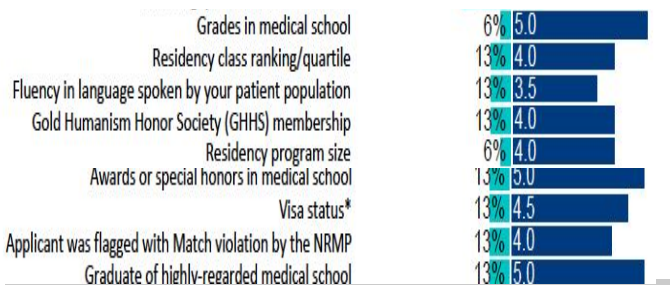 Grades in medical school 6% 5.0
Residency class ranking/quartile 13% 4.0
Fluency in language spoken by your patient population 13% 3.5
Gold Humanism Honor Society (GHHS) membership 13% 4.0
Residency program size 6% 4.0
Awards or special honors in medical school 13% 5.0
Visa status* 13% 4.5
Applicant was flagged with Match violation by the NRMP 13% 4.0
Graduate of highly-regarded medical school 13% 5.0